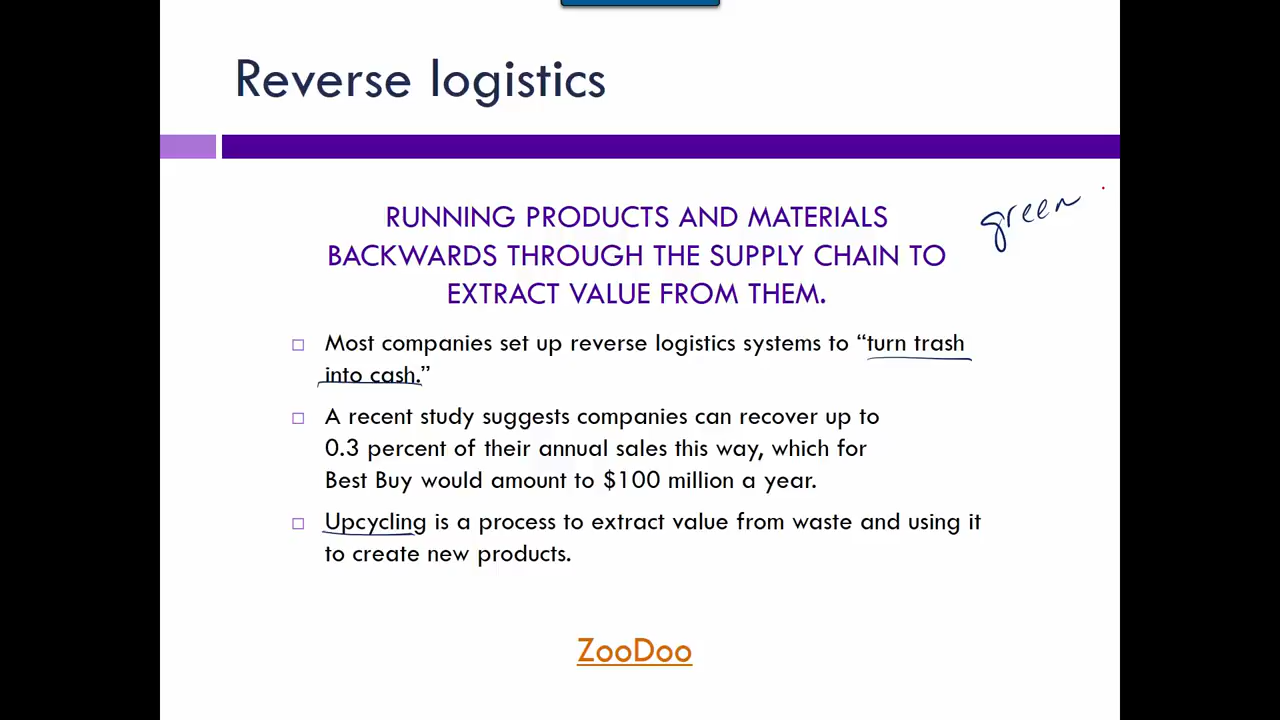 Reverse logistics
RUNNING PRODUCTS AND MATERIALS
BACKWARDS THROUGH THE SUPPLY CHAIN TO
EXTRACT VALUE FROM THEM.
green
Most companies set up reverse logistics systems to “turn trash
into cash.”
A recent study suggests companies can recover up to
0.3 percent of their annual sales this way, which for
Best Buy would amount to $100 million a year.
Upcycling is a process to extract value from waste and using it
to create new products.
ZooDoo